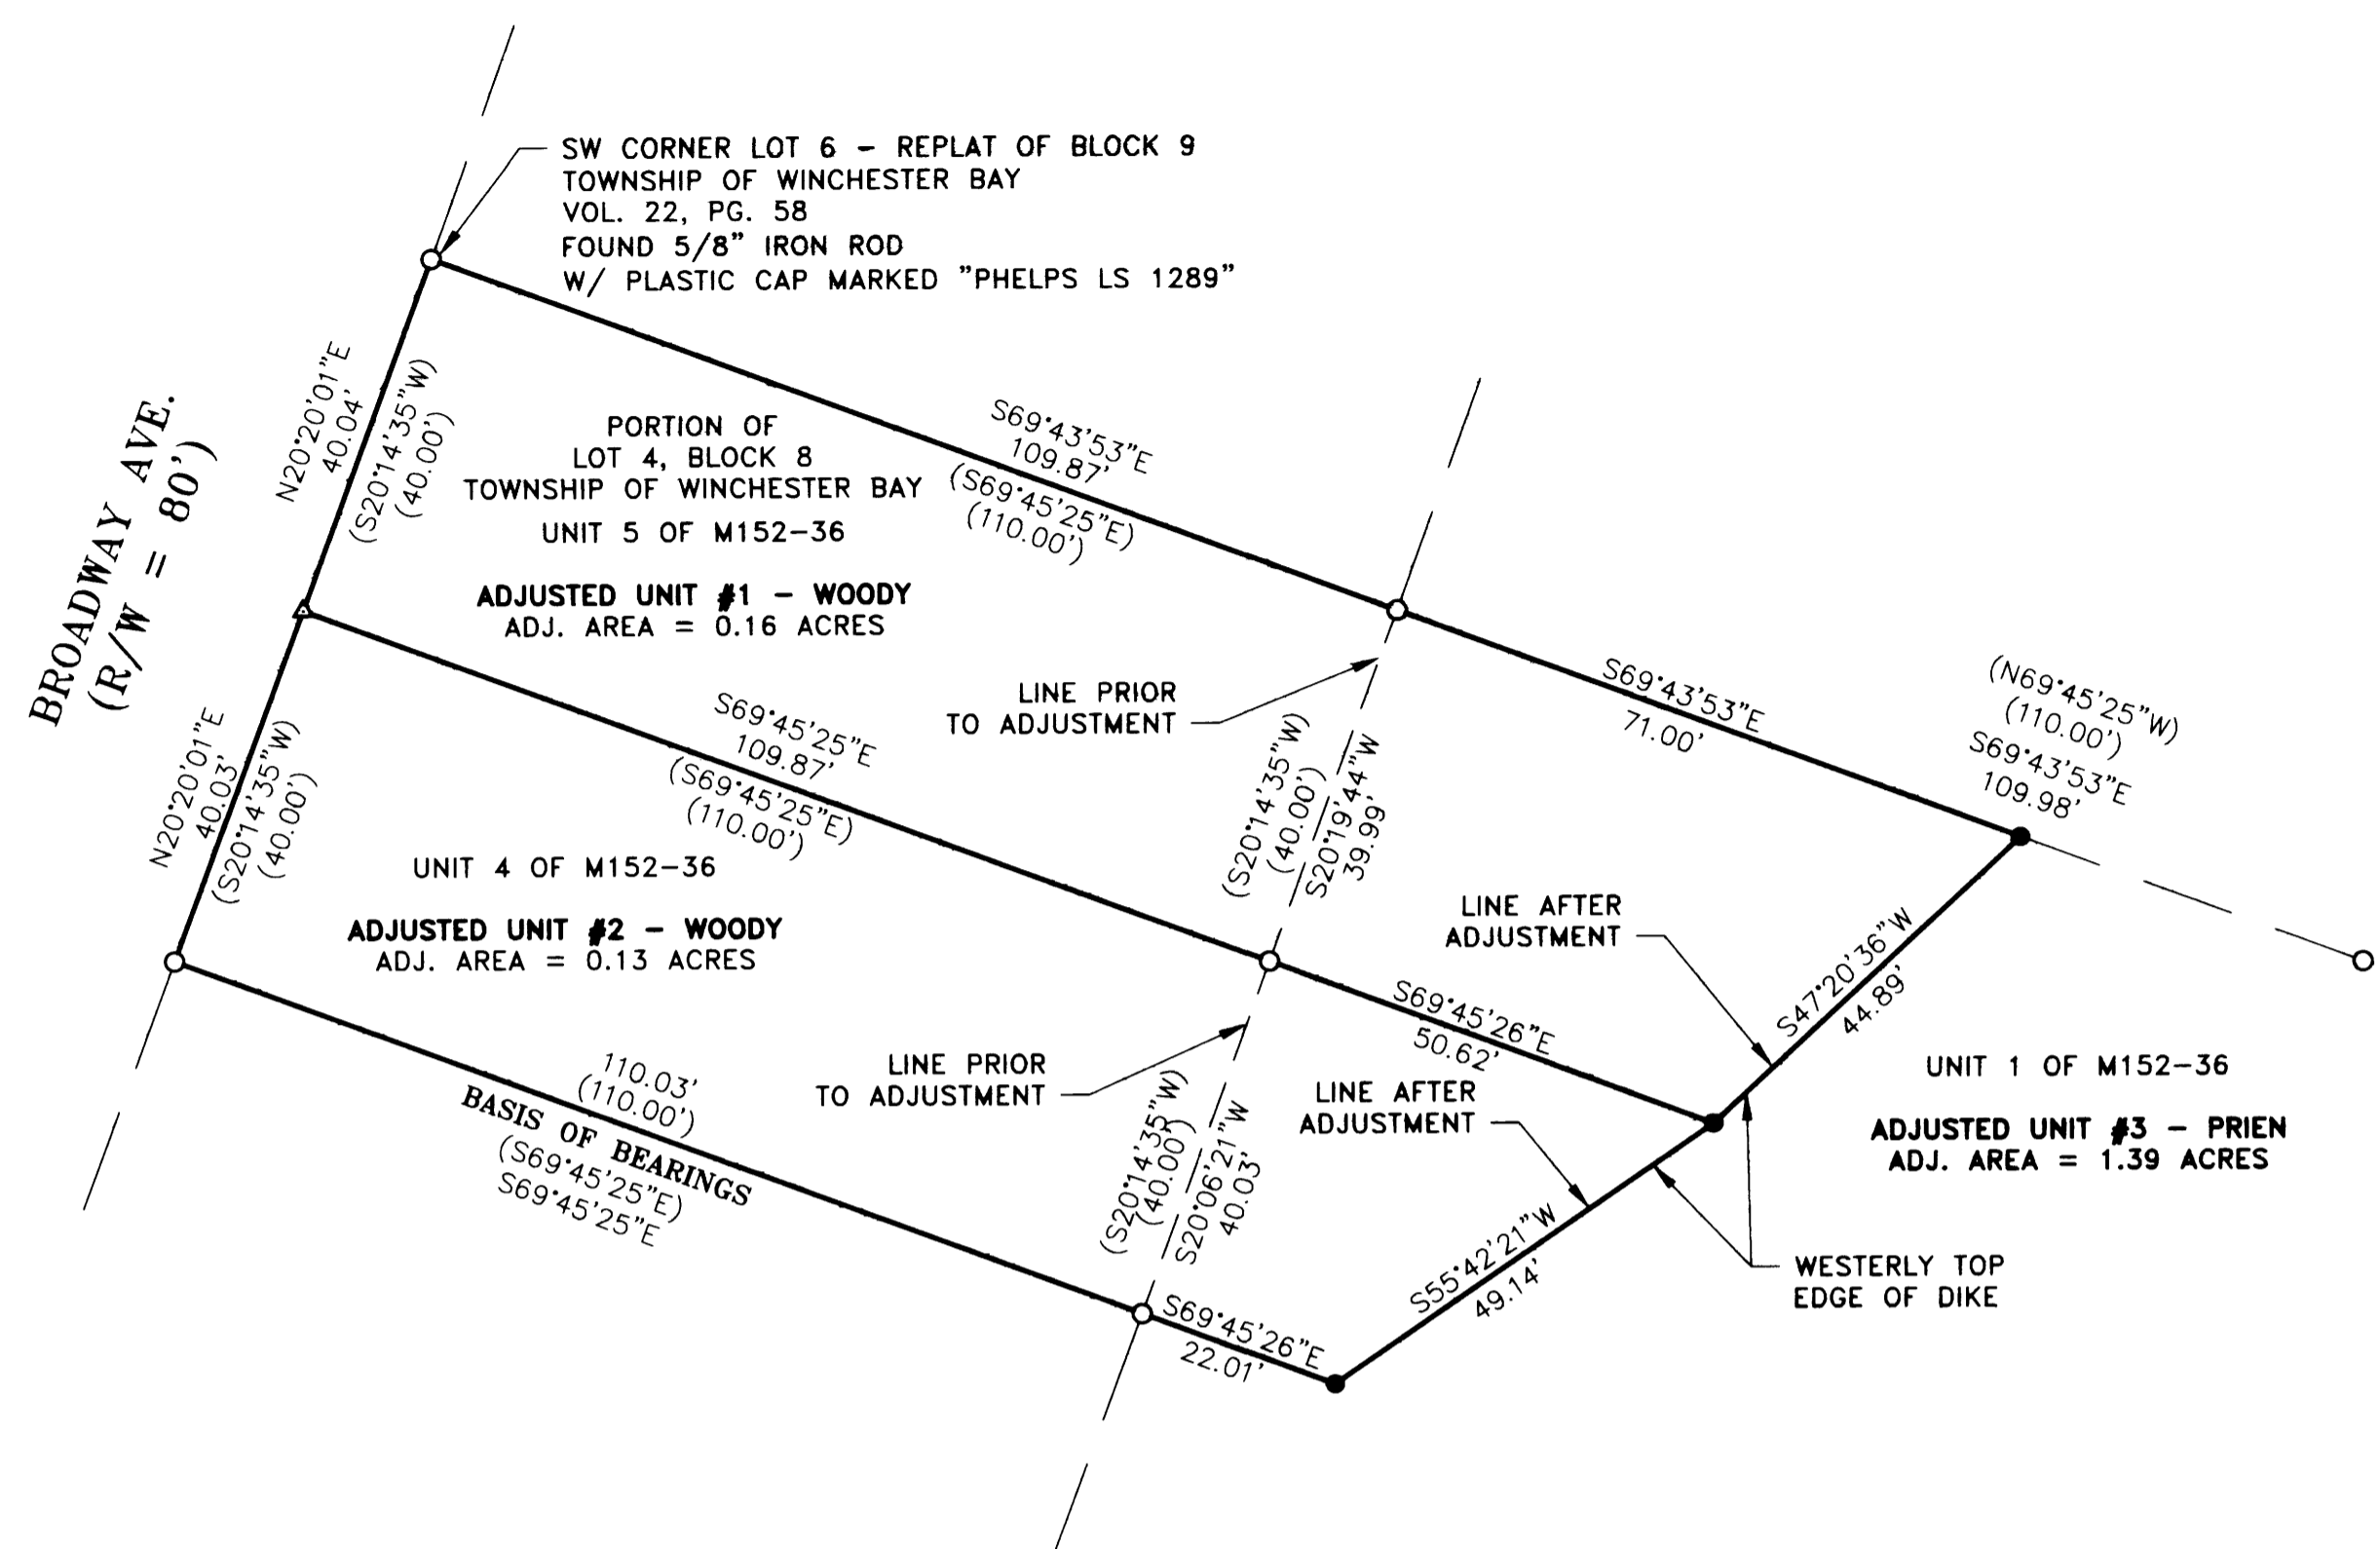 SW CORNER LOT 6 – REPLAT OF BLOCK 9
TOWNSHIP OF WINCHESTER BAY
VOL. 22, PG. 58
FOUND 5/8" IRON ROD
W/ PLASTIC CAP MARKED "PHELPS LS 1289"
BROADWAY AVE.
(R/W = 80')
N20°20'01"E
40.04'
(S20°14'35"W)
(40.00')
PORTION OF
LOT 4, BLOCK 8
TOWNSHIP OF WINCHESTER BAY
UNIT 5 OF M152-36
ADJUSTED UNIT #1 – WOODY
ADJ. AREA = 0.16 ACRES
S69°43'53"E
109.87'
(S69°45'25"E)
(110.00')
LINE PRIOR
TO ADJUSTMENT
S69°43'53"E
71.00'
(N69°45'25"W)
(110.00')
S69°43'53"E
109.98'
N20°20'01"E
40.03'
(S20°14'35"W)
(40.00')
S69°45'25"E
109.87'
(S69°45'25"E)
(110.00')
(S20°14'35"W)
(40.00')
S20°19'44"W
39.99'
UNIT 4 OF M152-36
ADJUSTED UNIT #2 – WOODY
ADJ. AREA = 0.13 ACRES
LINE AFTER
ADJUSTMENT
S47°20'36"W
44.89'
S69°45'26"E
50.62'
LINE PRIOR
TO ADJUSTMENT
LINE AFTER
ADJUSTMENT
UNIT 1 OF M152-36
ADJUSTED UNIT #3 – PRIEN
ADJ. AREA = 1.39 ACRES
110.03'
(110.00')
BASIS OF BEARINGS
(S69°45'25"E)
S69°45'25"E
(S20°14'35"W)
(40.00')
S20°06'21"W
40.03'
S55°42'21"W
49.14'
WESTERLY TOP
EDGE OF DIKE
S69°45'26"E
22.01'